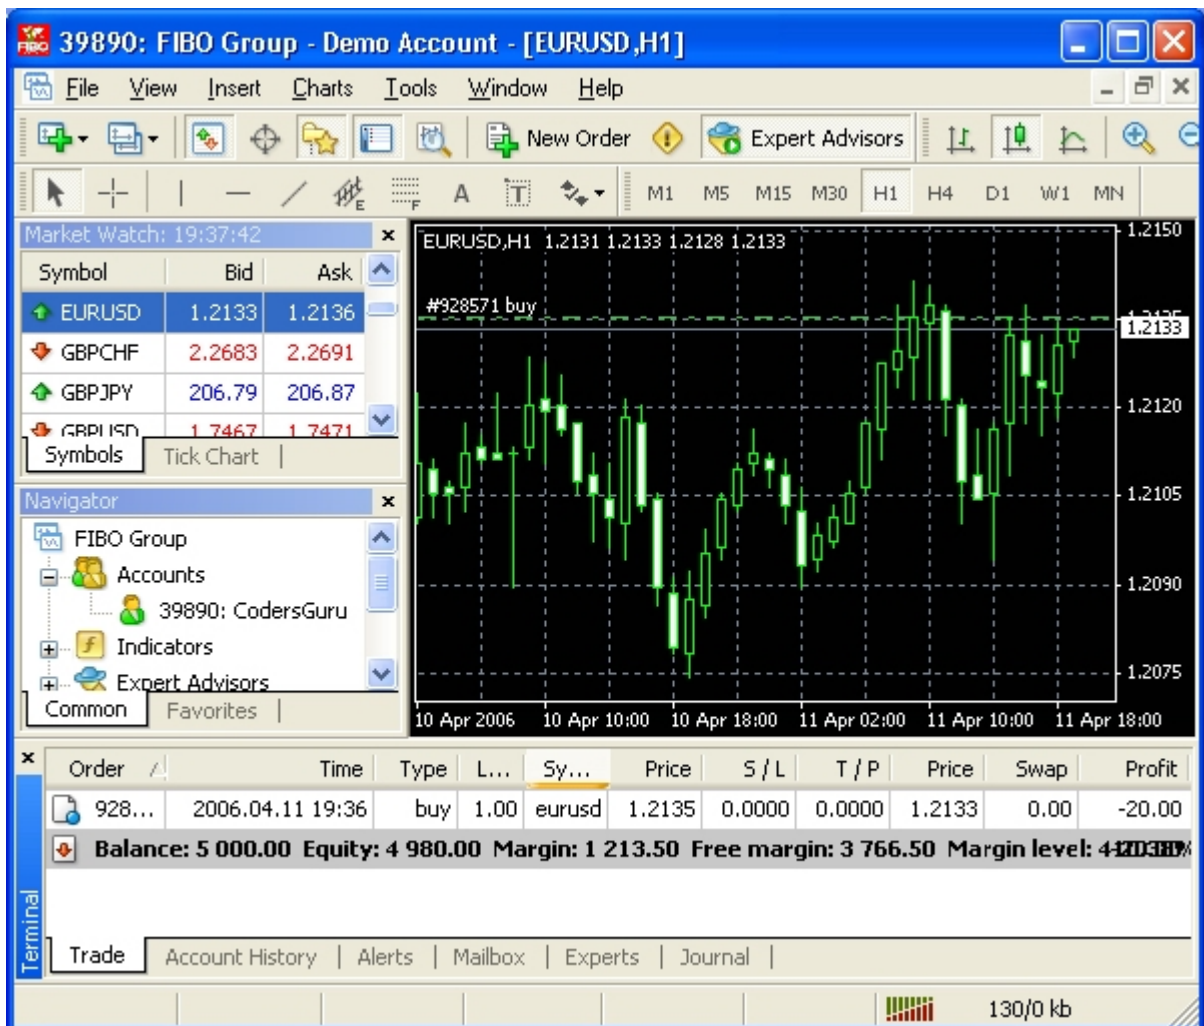 39890: FIBO Group - Demo Account - [EURUSD,H1]
File View Insert Charts Tools Window Help
New Order Expert Advisors
E F A T M1 M5 M15 M30 H1 H4 D1 W1 MN
Market Watch: 19:37:42
Symbol Bid Ask
EURUSD 1.2133 1.2136
GBPCHF 2.2683 2.2691
GBPJPY 206.79 206.87
GBPUSD 1.7467 1.7471
Symbols Tick Chart
Navigator
FIBO Group
Accounts
39890: CodersGuru
Indicators
Expert Advisors
Common Favorites
EURUSD,H1 1.2131 1.2133 1.2128 1.2133
#928571 buy
1.2150
1.2135
1.2133
1.2120
1.2105
1.2090
1.2075
10 Apr 2006 10 Apr 10:00 10 Apr 18:00 11 Apr 02:00 11 Apr 10:00 11 Apr 18:00
Order Time Type L... Sy... Price S / L T / P Price Swap Profit
928... 2006.04.11 19:36 buy 1.00 eurusd 1.2135 0.0000 0.0000 1.2133 0.00 -20.00
Balance: 5 000.00 Equity: 4 980.00 Margin: 1 213.50 Free margin: 3 766.50 Margin level:
Terminal
Trade Account History Alerts Mailbox Experts Journal
130/0 kb